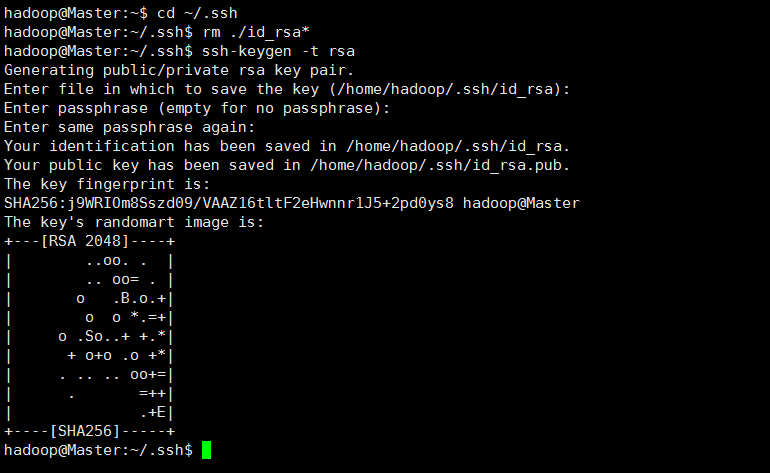 hadoop@Master:~$ cd ~/.ssh
hadoop@Master:~/.ssh$ rm ./id_rsa*
hadoop@Master:~/.ssh$ ssh-keygen -t rsa
Generating public/private rsa key pair.
Enter file in which to save the key (/home/hadoop/.ssh/id_rsa):
Enter passphrase (empty for no passphrase):
Enter same passphrase again:
Your identification has been saved in /home/hadoop/.ssh/id_rsa.
Your public key has been saved in /home/hadoop/.ssh/id_rsa.pub.
The key fingerprint is:
SHA256:j9WRIOm8Sszd09/VAAZ16tltF2eHwnnr1J5+2pd0ys8 hadoop@Master
The key's randomart image is:
+---[RSA 2048]----+
|        ..oo. .  |
|        .. oo= . |
|       o   .B.o.+|
|        o  o *.=+|
|     o .So..+ +.*|
|      + o+o .o +*|
|     . .. .. oo+=|
|      .       =++|
|              .+E|
+----[SHA256]-----+
hadoop@Master:~/.ssh$